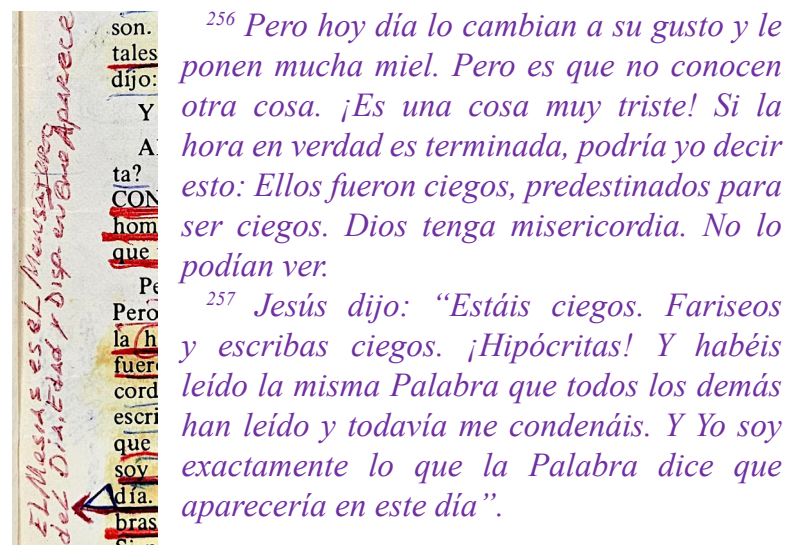 EL Mesías es el Mensajero
del Día, Edad y Disp en Que Aparece
son.
tales
dijo:
Y
Al
ta?
CON
hom
que
Pe
Pero
la h
fuero
cord
escri
que
soy
día.
bras
256 Pero hoy día lo cambian a su gusto y le
ponen mucha miel. Pero es que no conocen
otra cosa. ¡Es una cosa muy triste! Si la
hora en verdad es terminada, podría yo decir
esto: Ellos fueron ciegos, predestinados para
ser ciegos. Dios tenga misericordia. No lo
podían ver.
257 Jesús dijo: “Estáis ciegos. Fariseos
y escribas ciegos. ¡Hipócritas! Y habéis
leído la misma Palabra que todos los demás
han leído y todavía me condenáis. Y Yo soy
exactamente lo que la Palabra dice que
aparecería en este día”.